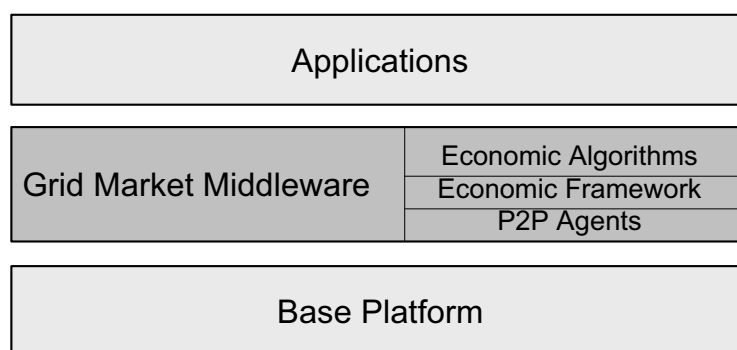 Applications
Grid Market Middleware
Economic Algorithms
Economic Framework
P2P Agents
Base Platform